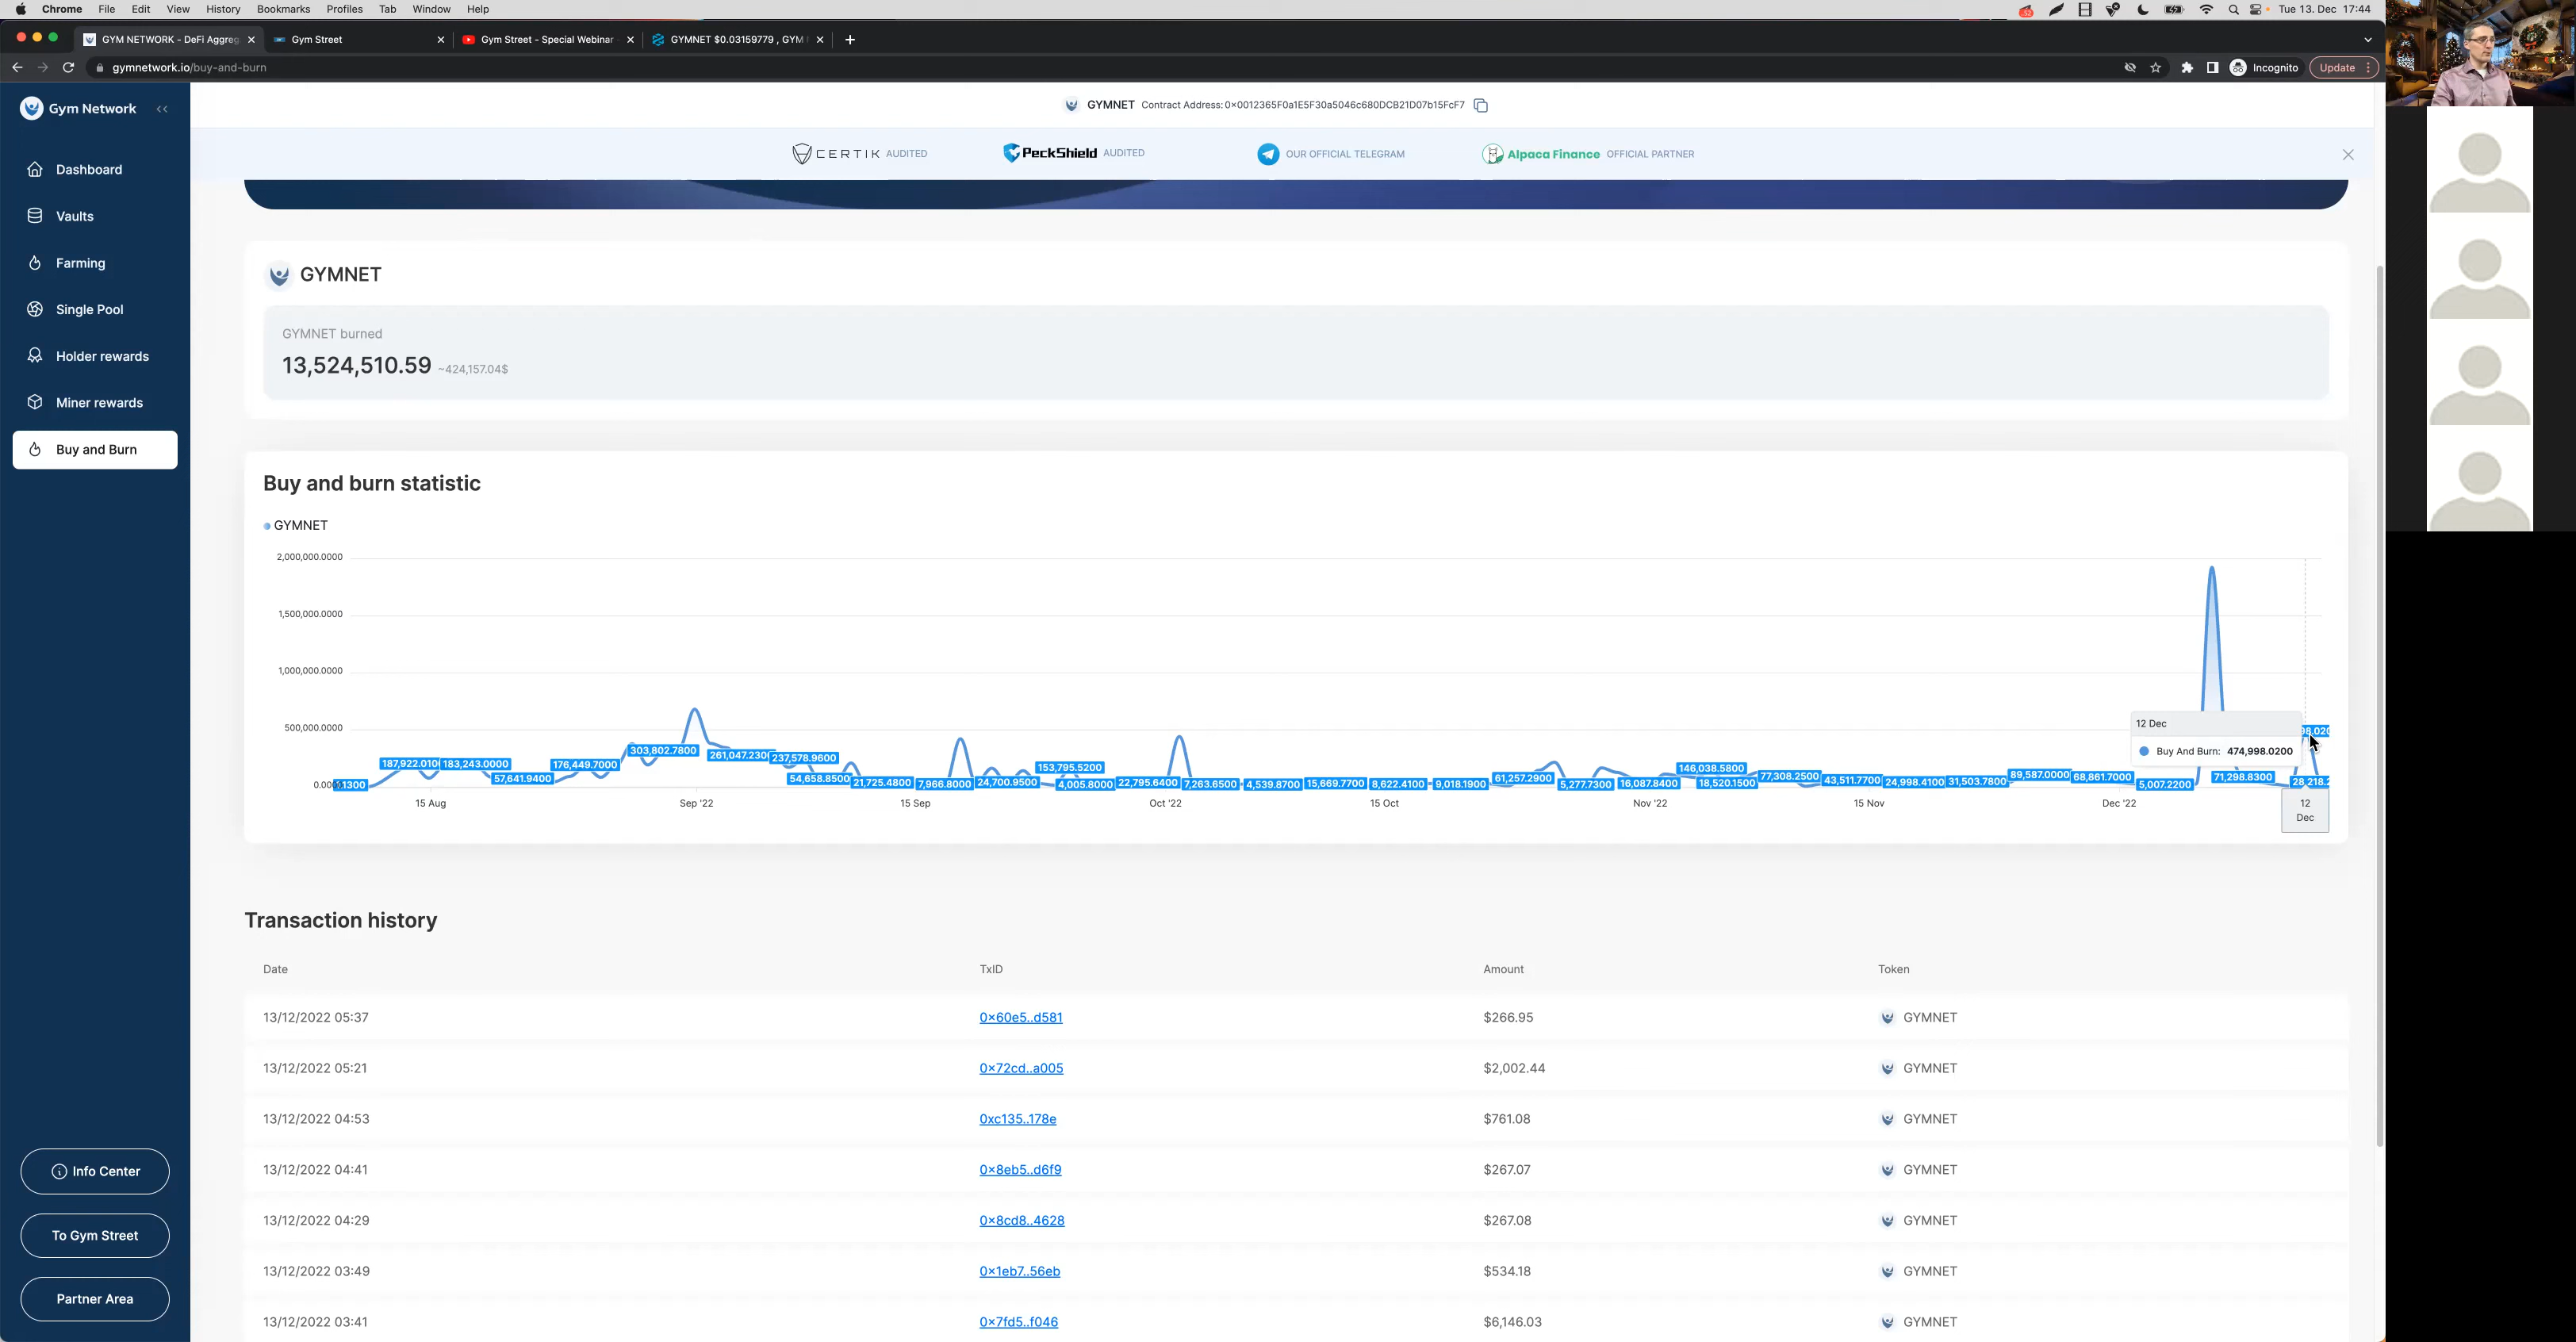 Chrome File Edit View History Bookmarks Profiles Tab Window Help Tue 13. Dec 17:44
GYM NETWORK - DeFi Aggreg Gym Street Gym Street - Special Webinar GYMNET $0.03159779 , GYM
gymnetwork.io/buy-and-burn Incognito Update
Gym Network
Dashboard
Vaults
Farming
Single Pool
Holder rewards
Miner rewards
Buy and Burn
Info Center
To Gym Street
Partner Area
GYMNET Contract Address: 0x0012365F0a1E5F30a5046c680DCB21D07b15FcF7
CERTIK AUDITED PeckShield AUDITED OUR OFFICIAL TELEGRAM Alpaca Finance OFFICIAL PARTNER
GYMNET
GYMNET burned
13,524,510.59 ~424,157.04$
Buy and burn statistic
GYMNET
2,000,000.0000
1,500,000.0000
1,000,000.0000
500,000.0000
12 Dec
Buy And Burn: 474,998.0200
303,802.7800 261,047.230 237,578.9600
187,922.010 183,243.0000 176,449.7000 153,795.5200 146,038.5800
57,641.9400 54,658.8500 21,725.4800 7,966.8000 24,700.9500 4,005.8000 22,795.6400 7,263.6500 4,539.8700 15,669.7700 8,622.4100 9,018.1900 61,257.2900 5,277.7300 16,087.8400 18,520.1500 77,308.2500 43,511.7700 24,998.4100 31,503.7800 89,587.0000 68,861.7000 5,007.2200 71,298.8300 28,218.2
15 Aug Sep '22 15 Sep Oct '22 15 Oct Nov '22 15 Nov Dec '22 12
Dec
Transaction history
Date TxID Amount Token
13/12/2022 05:37 0x60e5..d581 $266.95 GYMNET
13/12/2022 05:21 0x72cd..a005 $2,002.44 GYMNET
13/12/2022 04:53 0xc135..178e $761.08 GYMNET
13/12/2022 04:41 0x8eb5..d6f9 $267.07 GYMNET
13/12/2022 04:29 0x8cd8..4628 $267.08 GYMNET
13/12/2022 03:49 0x1eb7..56eb $534.18 GYMNET
13/12/2022 03:41 0x7fd5..f046 $6,146.03 GYMNET